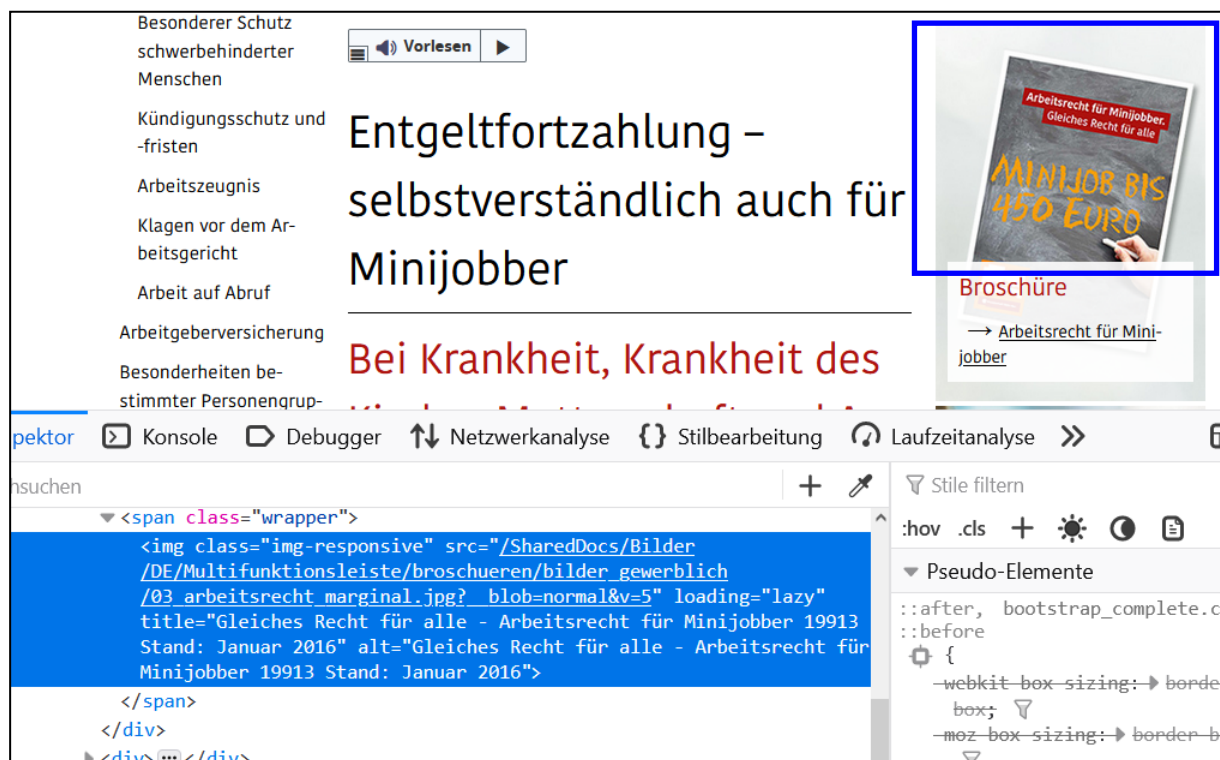 Besonderer Schutz
schwerbehinderter
Menschen
Kündigungsschutz und
-fristen
Arbeitszeugnis
Klagen vor dem Ar-
beitsgericht
Arbeit auf Abruf
Arbeitgeberversicherung
Besonderheiten be-
stimmter Personengrup-
Vorlesen
Entgeltfortzahlung –
selbstverständlich auch für
Minijobber
Bei Krankheit, Krankheit des
Arbeitsrecht für Minijobber.
Gleiches Recht für alle
MINIJOB BIS
450 EURO
Broschüre
→ Arbeitsrecht für Mini-
jobber
pektor Konsole Debugger Netzwerkanalyse {} Stilbearbeitung Laufzeitanalyse
nsuchen
<span class="wrapper">
<img class="img-responsive" src="/SharedDocs/Bilder
/DE/Multifunktionsleiste/broschueren/bilder_gewerblich
/03_arbeitsrecht_marginal.jpg?__blob=normal&v=5" loading="lazy"
title="Gleiches Recht für alle - Arbeitsrecht für Minijobber 19913
Stand: Januar 2016" alt="Gleiches Recht für alle - Arbeitsrecht für
Minijobber 19913 Stand: Januar 2016">
</span>
</div>
<div> ⋯ </div>
Stile filtern
:hov .cls +
Pseudo-Elemente
::after, bootstrap_complete.c
::before
{
-webkit-box-sizing: borde
box;
-moz-box-sizing: border-b